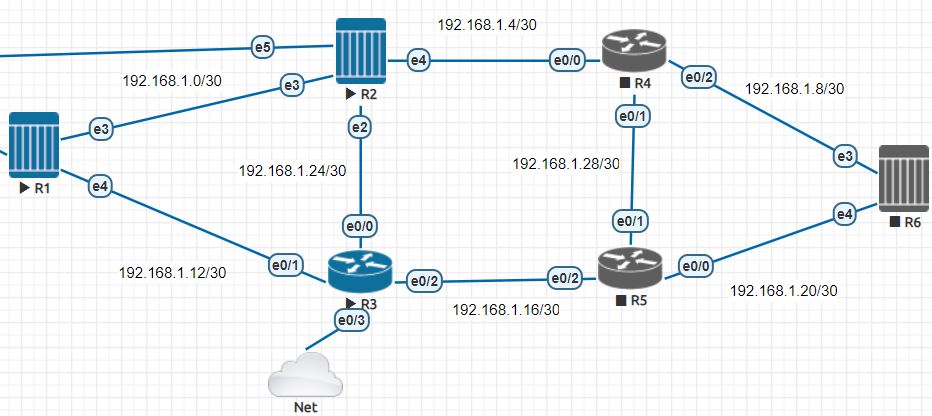 192.168.1.4/30
e5
R2
e4
e0/0
R4
e0/2
192.168.1.0/30
e3
192.168.1.8/30
e3
e2
e0/1
R1
e4
192.168.1.24/30
192.168.1.28/30
e3
R6
e4
e0/0
e0/1
192.168.1.12/30
e0/1
R3
e0/2
e0/2
R5
e0/0
192.168.1.16/30
192.168.1.20/30
e0/3
Net